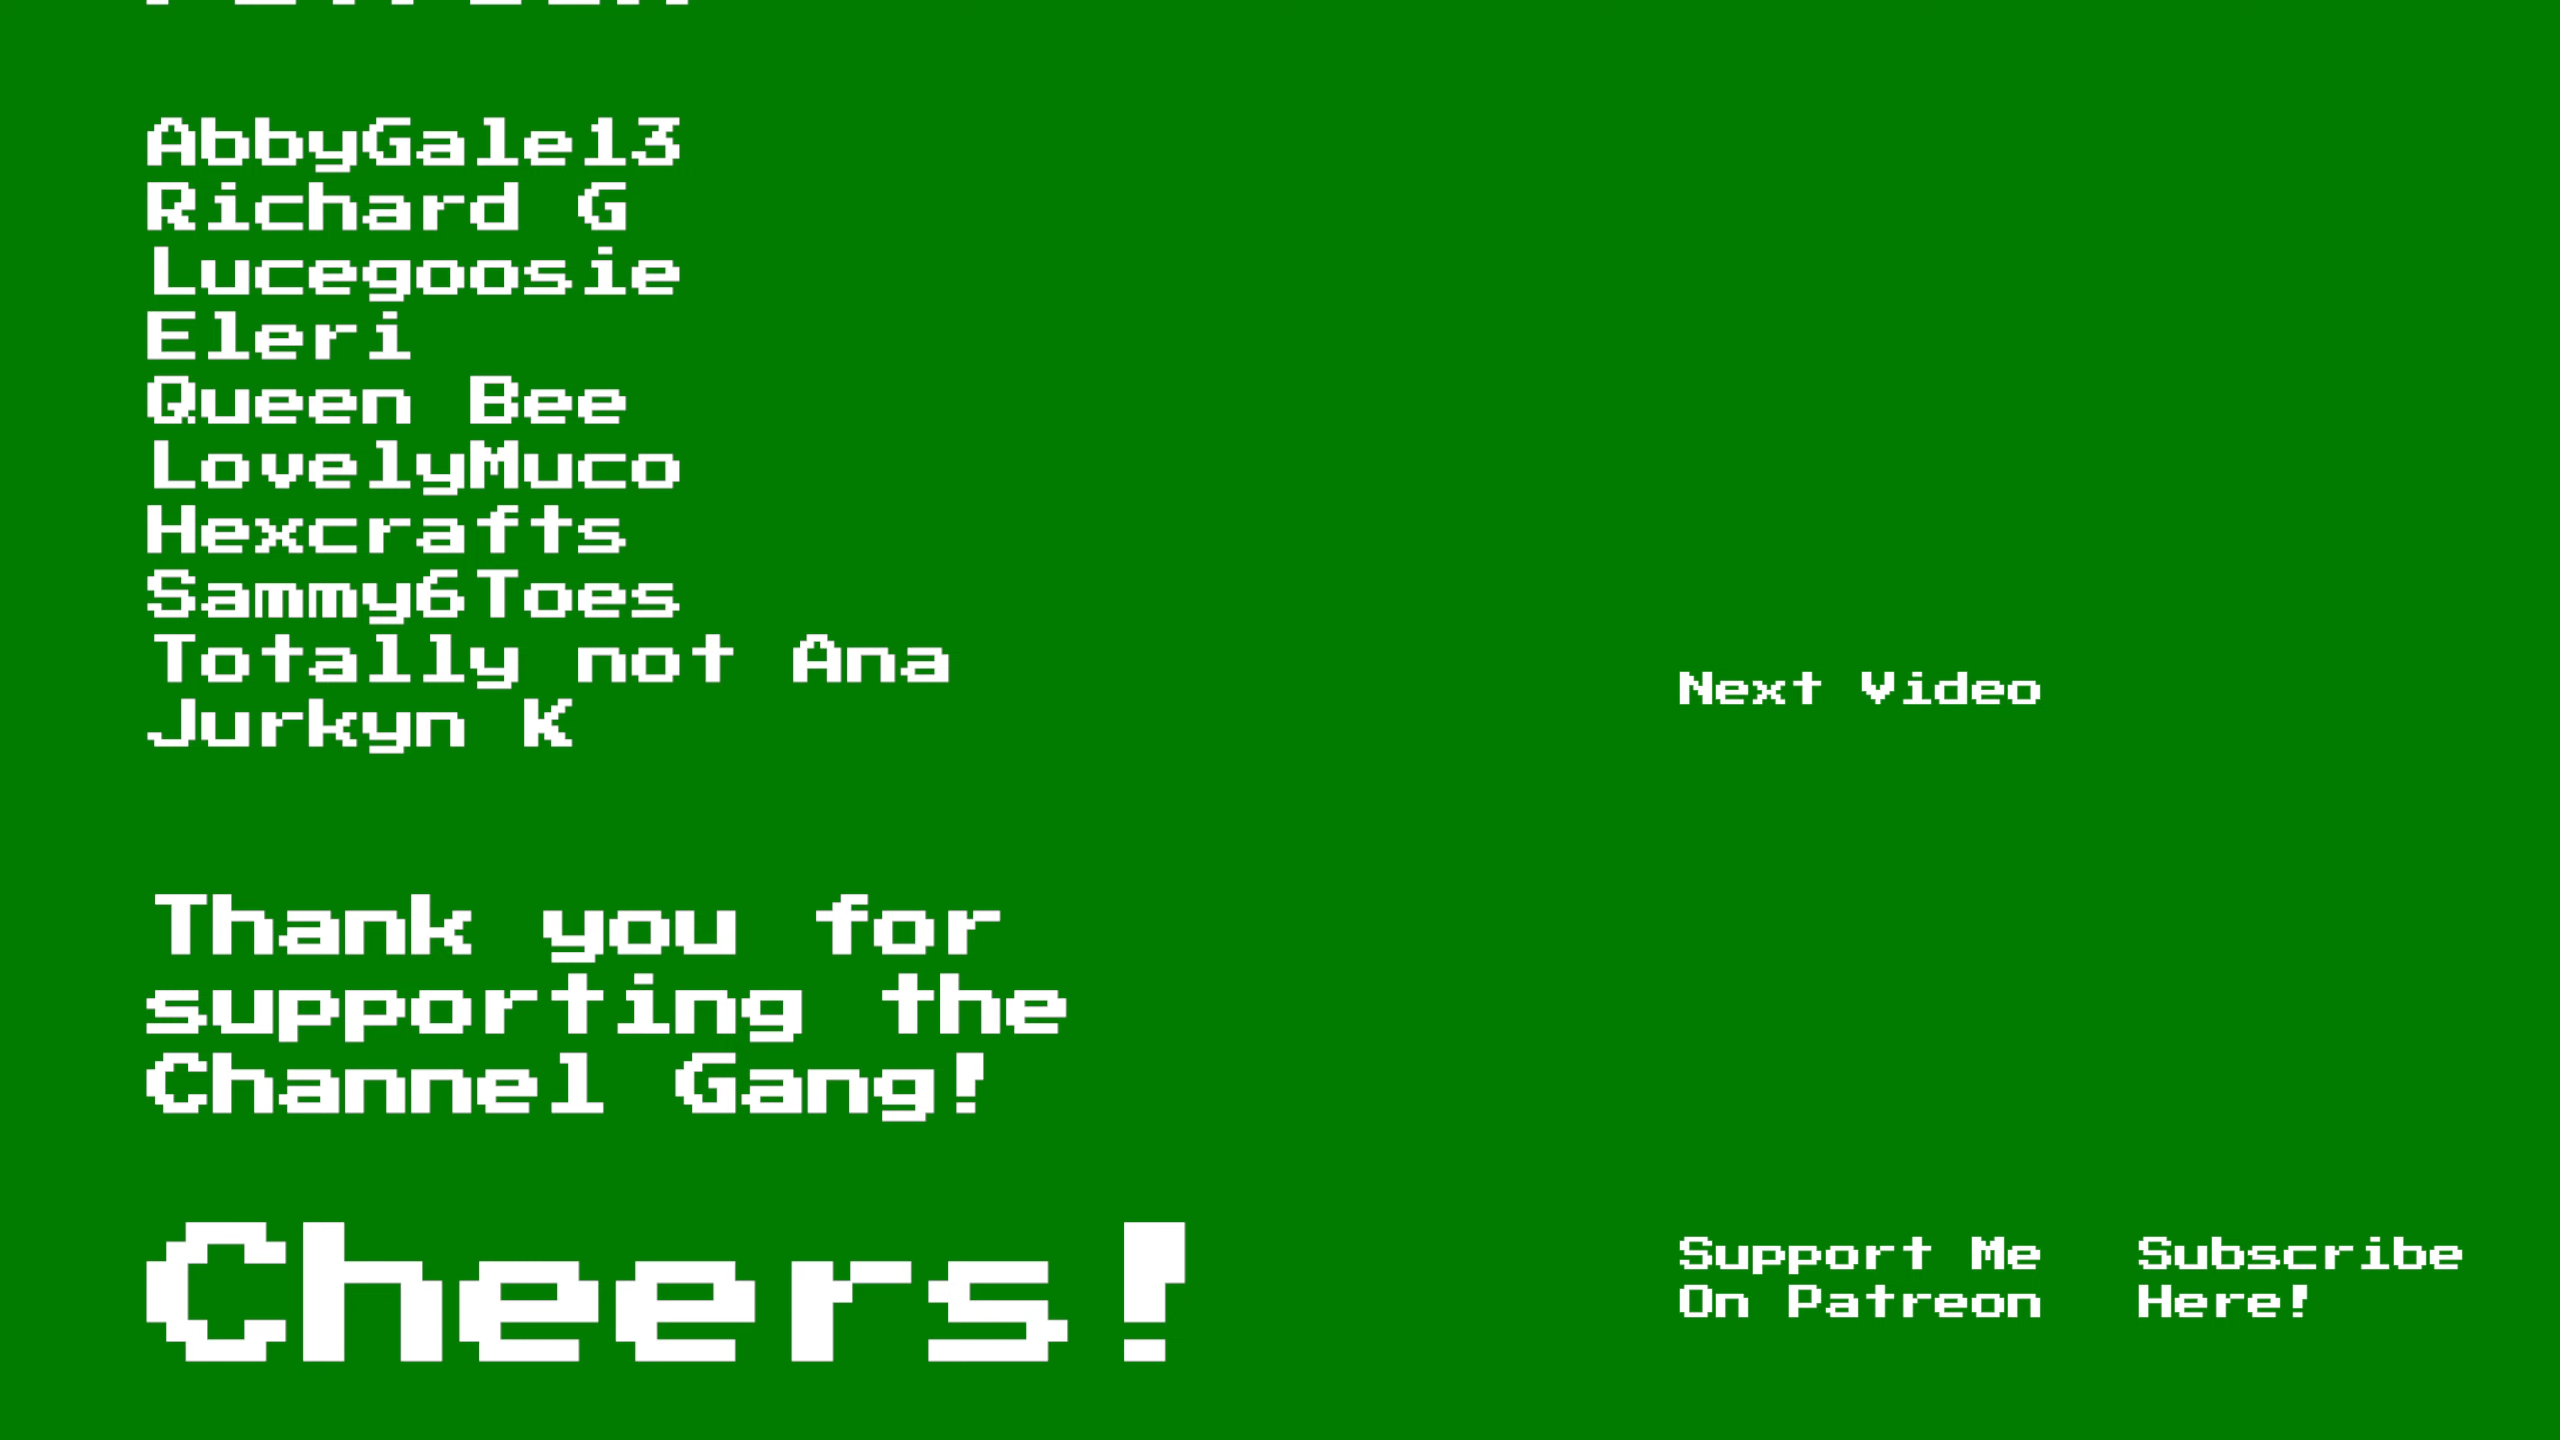 AbbyGale13
Richard G
Lucegoosie
Eleri
Queen Bee
LovelyMuco
Hexcrafts
Sammy6Toes
Totally not Ana
Jurkyn K
Thank you for
supporting the
Channel Gang!
Cheers!
Next Video
Support Me
On Patreon
Subscribe
Here!